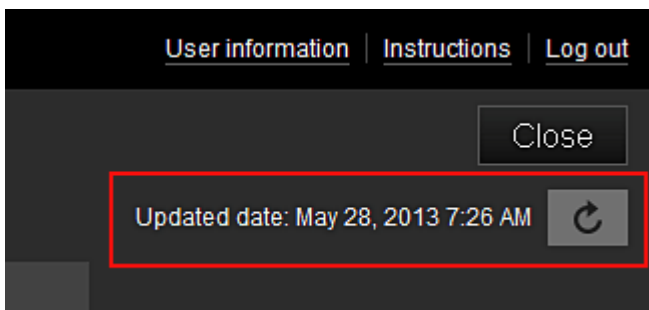 User information | Instructions | Log out
Close
Updated date: May 28, 2013 7:26 AM